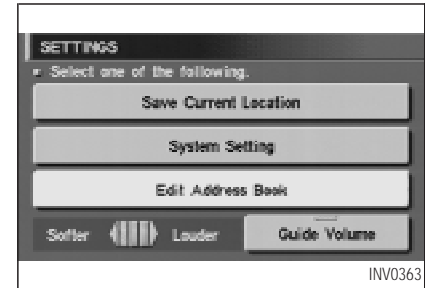 SETTINGS
Select one of the following.
Save Current Location
System Setting
Edit Address Book
Softer Louder Guide Volume
INV0363